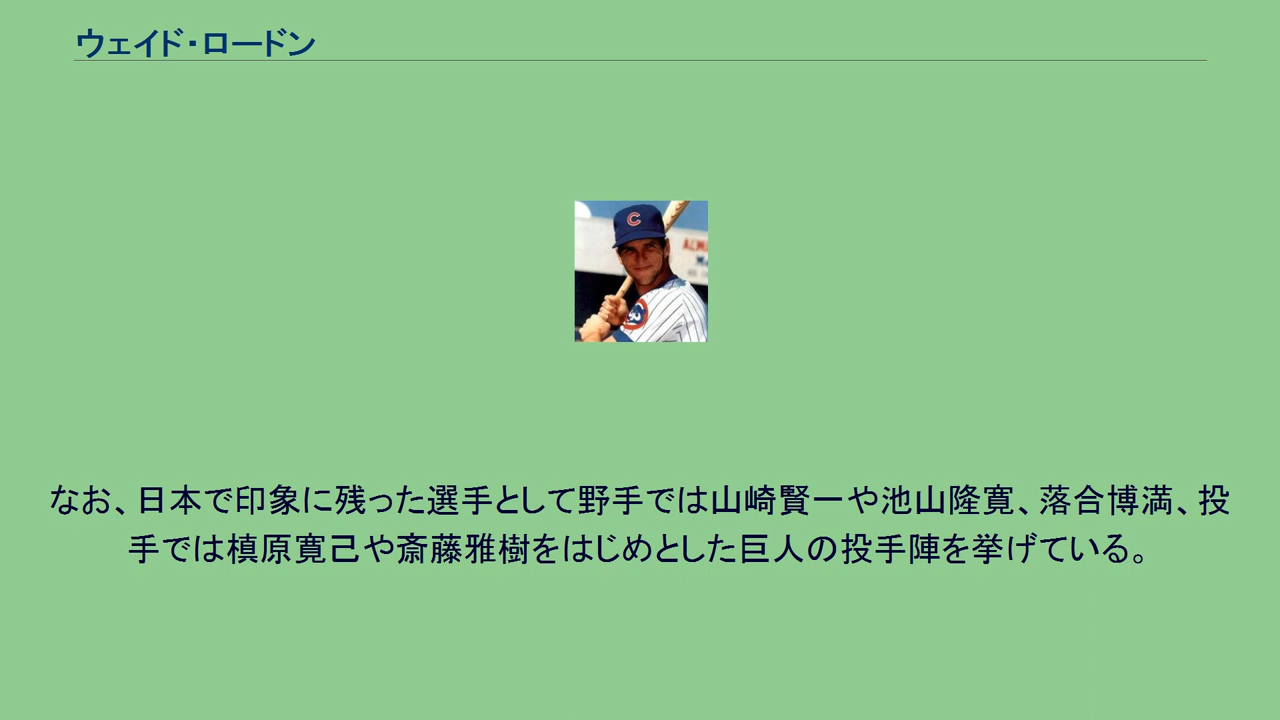 ウェイド・ロードン
C
なお、日本で印象に残った選手として野手では山崎賢一や池山隆寛、落合博満、投
手では槙原寛己や斎藤雅樹をはじめとした巨人の投手陣を挙げている。